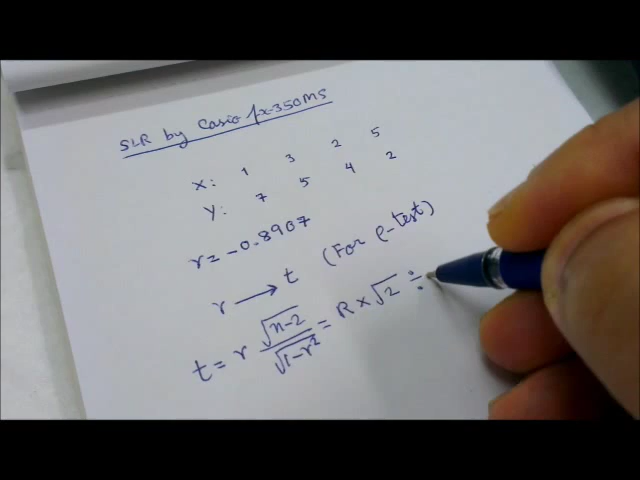 SLR by Casio fx-350MS
X: 1 3 2 5
Y: 7 5 4 2
r = -0.8907
r ⟶ t (For ρ-test)
t = r √(n-2) / √(1-r²) = R × √2 ÷